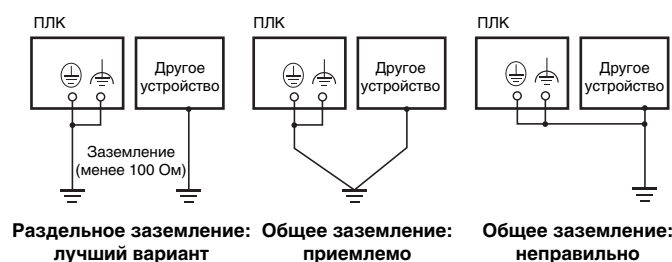 ПЛК
Другое
устройство
Заземление
(менее 100 Ом)
Раздельное заземление:
лучший вариант
ПЛК
Другое
устройство
Общее заземление:
приемлемо
ПЛК
Другое
устройство
Общее заземление:
неправильно